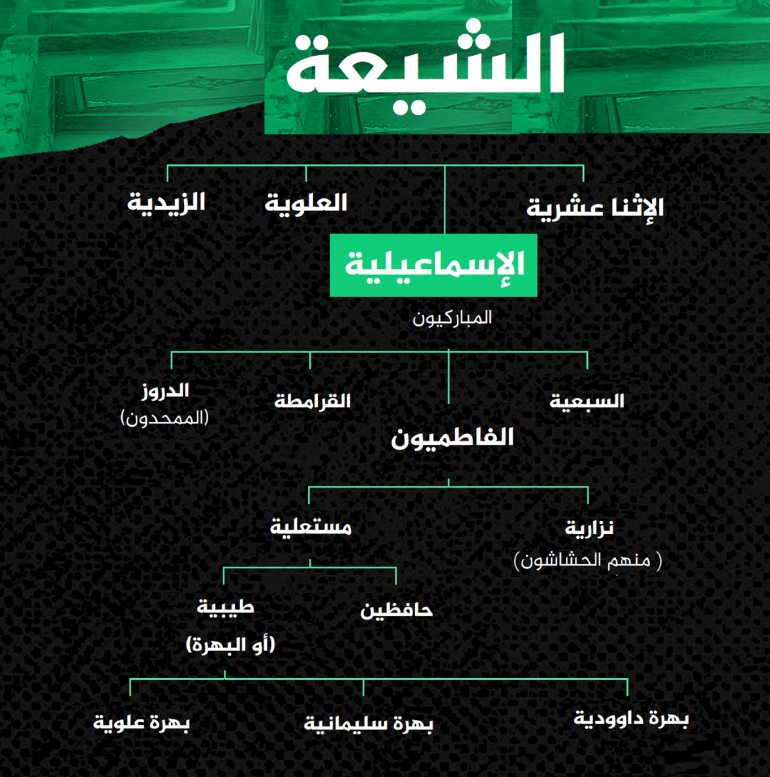 الشيعة
الإثنا عشرية
العلوية
الزيدية
الإسماعيلية
المباركيون
السبعية
الفاطميون
القرامطة
الدروز
(الممحدون)
نزارية
( منهم الحشاشون)
مستعلية
حافظين
طيبية
(أو البهرة)
بهرة داوودية
بهرة سليمانية
بهرة علوية